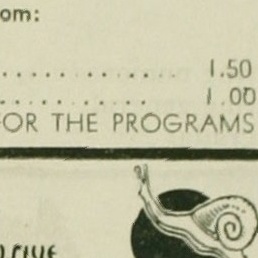 om:
.............. 1.50
.............. 1.00
FOR THE PROGRAMS